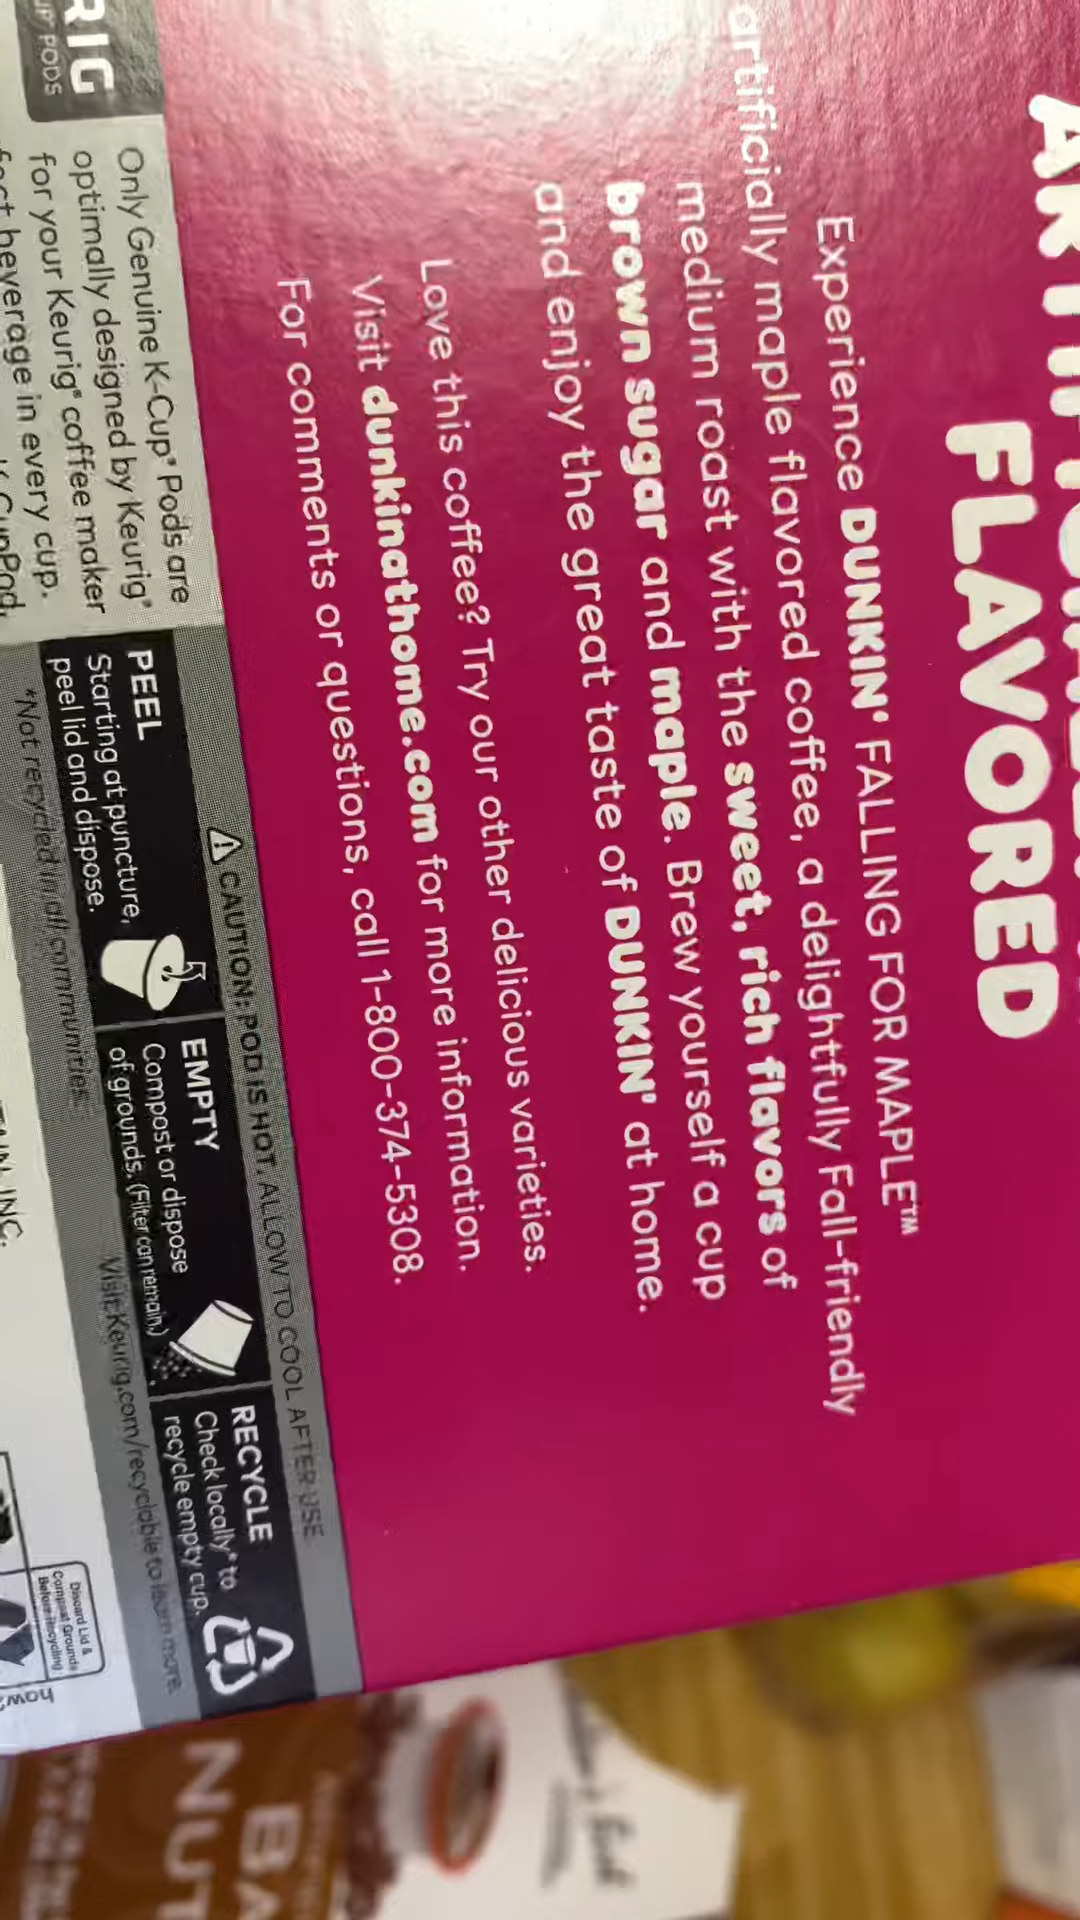 FLAVORED
Experience DUNKIN' FALLING FOR MAPLE™
artificially maple flavored coffee, a delightfully Fall-friendly
medium roast with the sweet, rich flavors of
brown sugar and maple. Brew yourself a cup
and enjoy the great taste of DUNKIN' at home.
Love this coffee? Try our other delicious varieties.
Visit dunkinathome.com for more information.
For comments or questions, call 1-800-374-5308.
RIG
PODS
Only Genuine K-Cup® Pods are
optimally designed by Keurig®
for your Keurig® coffee maker
beverage in every cup.
⚠ CAUTION: POD IS HOT. ALLOW TO COOL AFTER USE
PEEL
Starting at puncture,
peel lid and dispose.
EMPTY
Compost or dispose
of grounds. (Filter can remain.)
RECYCLE
Check locally* to
recycle empty cup.
*Not recycled in all communities.
Visit Keurig.com/recyclable to learn more.
INC.
Discard Lid &
Compost Grounds
Before Recycling
BA
NUT